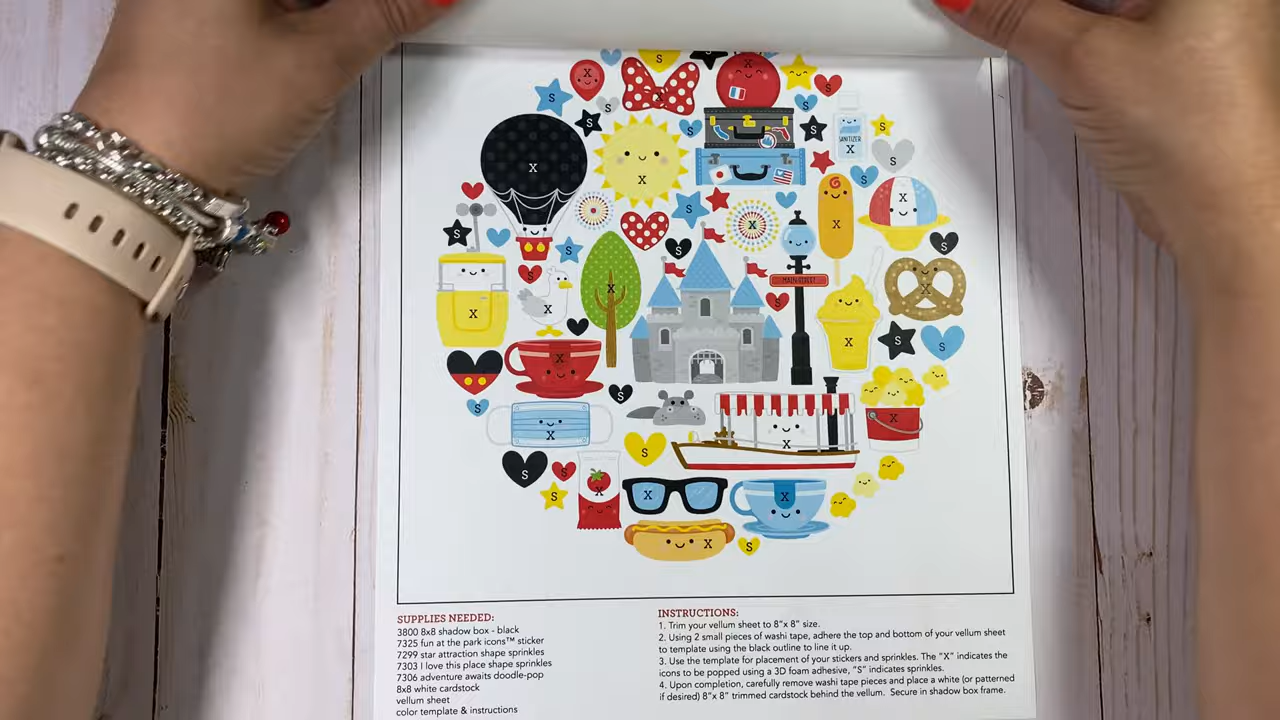 SANITIZER
MAIN STREET
SUPPLIES NEEDED:
3800 8x8 shadow box - black
7325 fun at the park icons™ sticker
7299 star attraction shape sprinkles
7303 I love this place shape sprinkles
7306 adventure awaits doodle-pop
8x8 white cardstock
vellum sheet
color template & instructions
INSTRUCTIONS:
1. Trim your vellum sheet to 8"x 8" size.
2. Using 2 small pieces of washi tape, adhere the top and bottom of your vellum sheet
to template using the black outline to line it up.
3. Use the template for placement of your stickers and sprinkles. The "X" indicates the
icons to be popped using a 3D foam adhesive, "S" indicates sprinkles.
4. Upon completion, carefully remove washi tape pieces and place a white (or patterned
if desired) 8"x 8" trimmed cardstock behind the vellum. Secure in shadow box frame.